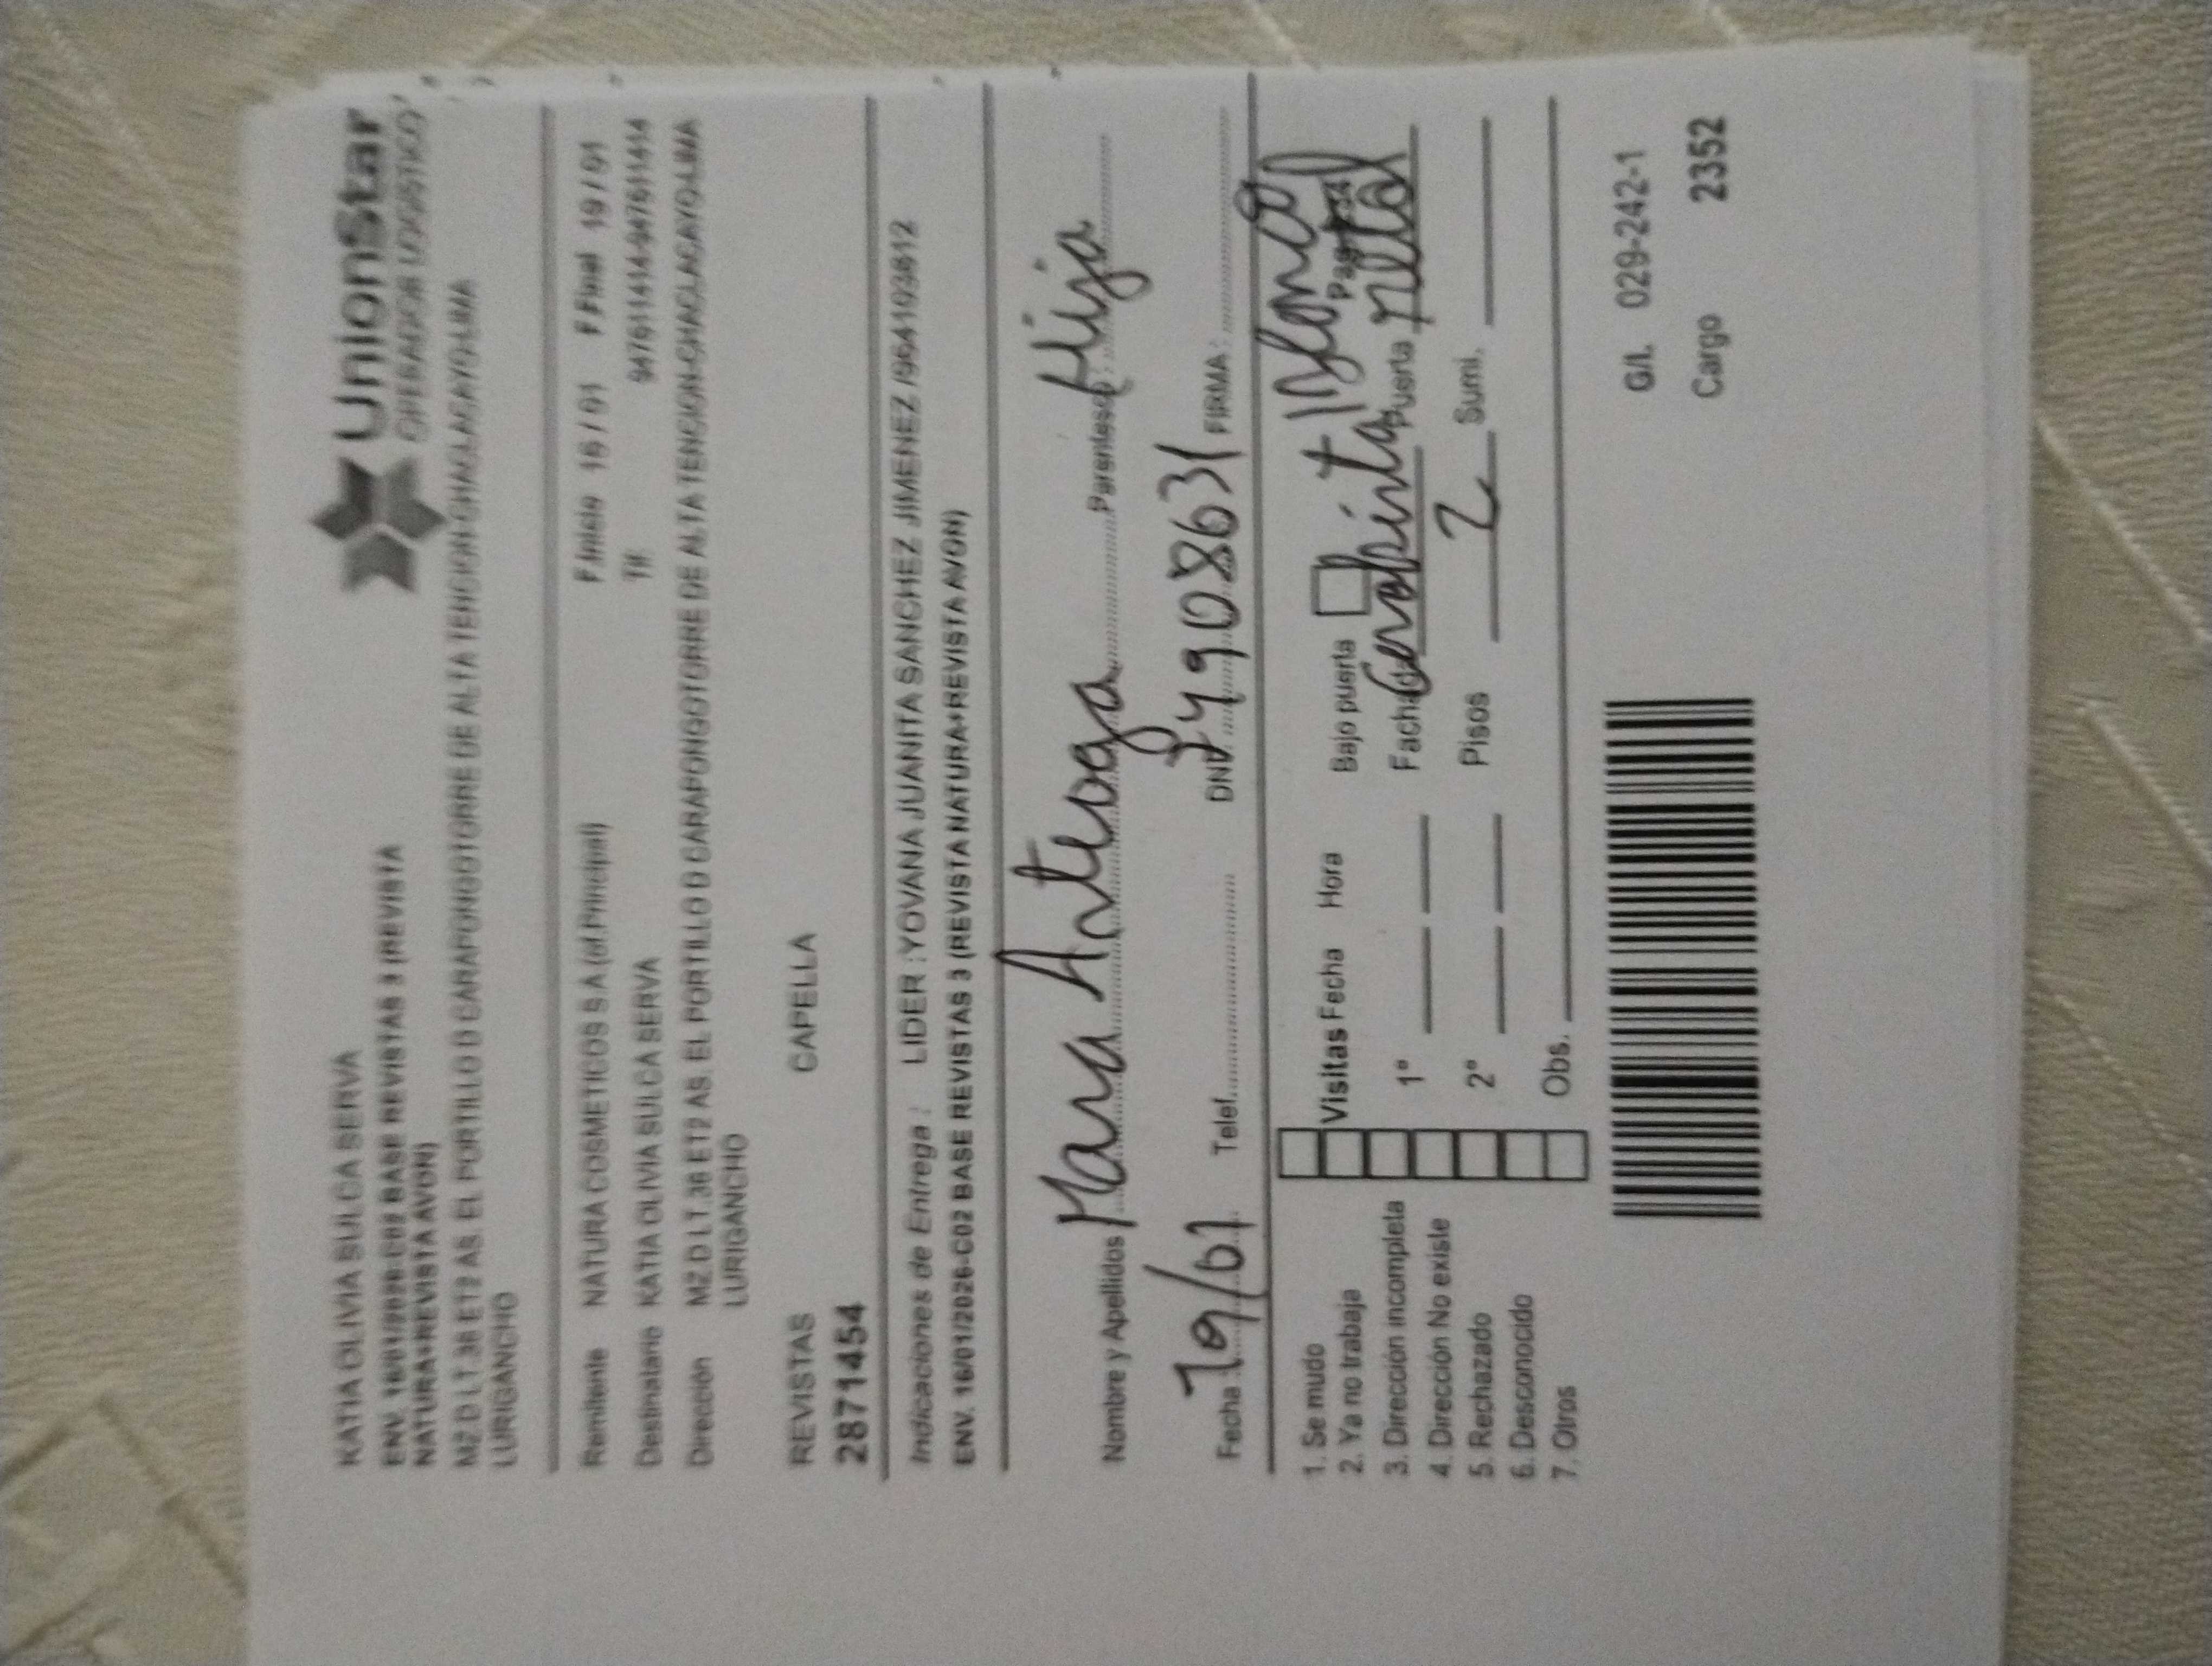 UnionStar
OPERADOR LOGÍSTICO
KATIA OLIVIA SULCA SERVA
ENV. 16/01/2026-C02 BASE REVISTAS 3 (REVISTA
NATURA+REVISTA AVON)
MZ.D LT.38 ET2 AS. EL PORTILLO D CARAPONGOTORRE DE ALTA TENCION-CHACLACAYO-LIMA
LURIGANCHO
Remitente NATURA COSMETICOS S A (of Principal) F.Inicio 16 / 01 F.Final 19 / 01
Destinatario KATIA OLIVIA SULCA SERVA Tlf 947611414-947611414
Dirección MZ.D LT.38 ET2 AS. EL PORTILLO D CARAPONGOTORRE DE ALTA TENCION-CHACLACAYO-LIMA
LURIGANCHO
REVISTAS CAPELLA
28714 54
Indicaciones de Entrega : LIDER :YOVANA JUANITA SANCHEZ JIMENEZ /964103612
ENV. 16/01/2026-C02 BASE REVISTAS 3 (REVISTA NATURA+REVISTA AVON)
Nombre y Apellidos Maria Arteaga Parentesco: Hija
Fecha: 19/01 Telef. DNI. 74908631 FIRMA:
1. Se mudo
2. Ya no trabaja
3. Dirección incompleta
4. Dirección No existe
5. Rechazado
6. Desconocido
7. Otros
Visitas Fecha Hora Bajo puerta
1° Fachada Puerta
2° Pisos 2 Sumi.
Obs.
G/L 029-242-1
Cargo 2352